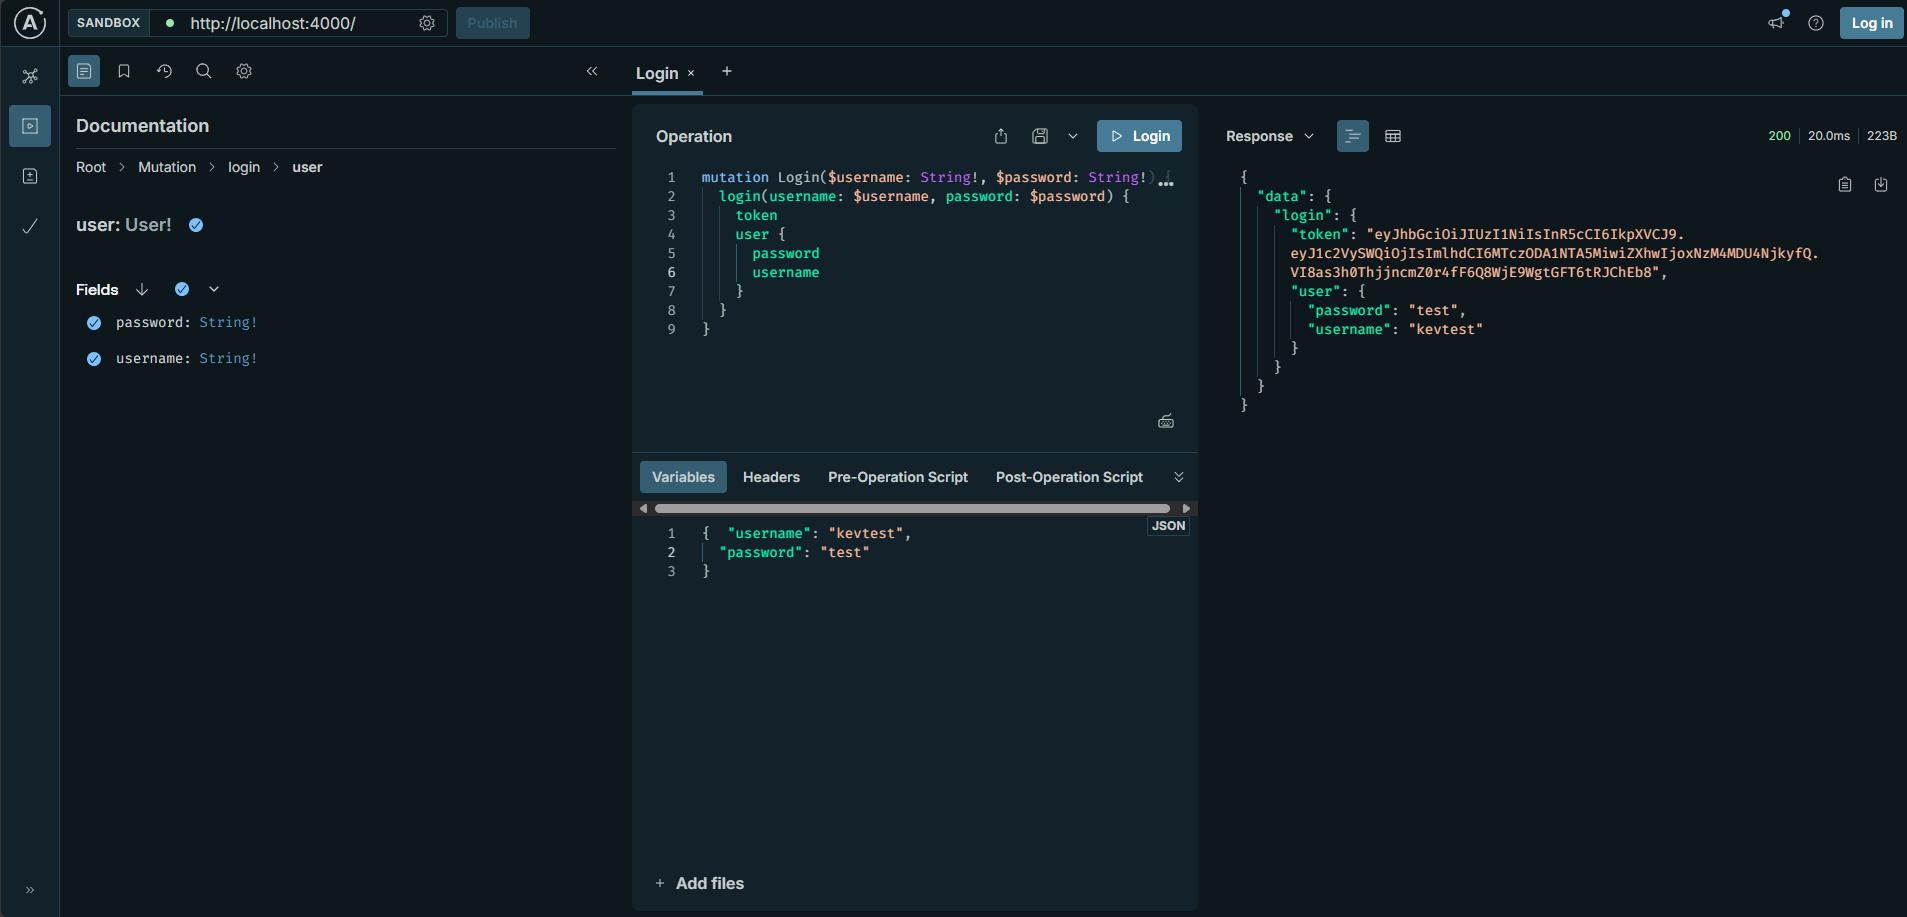 SANDBOX http://localhost:4000/ Publish Log in
Documentation
Root > Mutation > login > user
user: User!
Fields
password: String!
username: String!
Login × +
Operation
Login
1 mutation Login($username: String!, $password: String!) {
2 login(username: $username, password: $password) {
3 token
4 user {
5 password
6 username
7 }
8 }
9 }
Variables Headers Pre-Operation Script Post-Operation Script
JSON
1 { "username": "kevtest",
2 "password": "test"
3 }
+ Add files
Response 200 20.0ms 223B
{
"data": {
"login": {
"token": "eyJhbGciOiJIUzI1NiIsInR5cCI6IkpXVCJ9.
eyJ1c2VySWQiOjIsImlhdCI6MTczODA1NTA5MiwiZXhwIjoxNzM4MDU4NjkyfQ.
VI8as3h0ThjjncmZ0r4fF6Q8WjE9WgtGFT6tRJChEb8",
"user": {
"password": "test",
"username": "kevtest"
}
}
}
}